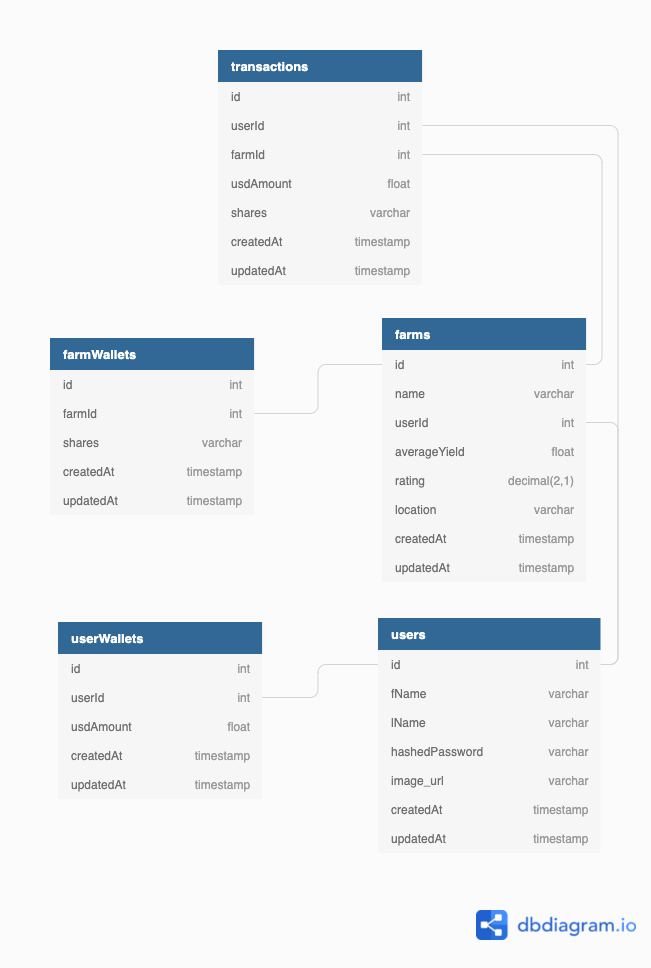 transactions
id int
userId int
farmId int
usdAmount float
shares varchar
createdAt timestamp
updatedAt timestamp
farmWallets
id int
farmId int
shares varchar
createdAt timestamp
updatedAt timestamp
farms
id int
name varchar
userId int
averageYield float
rating decimal(2,1)
location varchar
createdAt timestamp
updatedAt timestamp
userWallets
id int
userId int
usdAmount float
createdAt timestamp
updatedAt timestamp
users
id int
fName varchar
lName varchar
hashedPassword varchar
image_url varchar
createdAt timestamp
updatedAt timestamp
dbdiagram.io